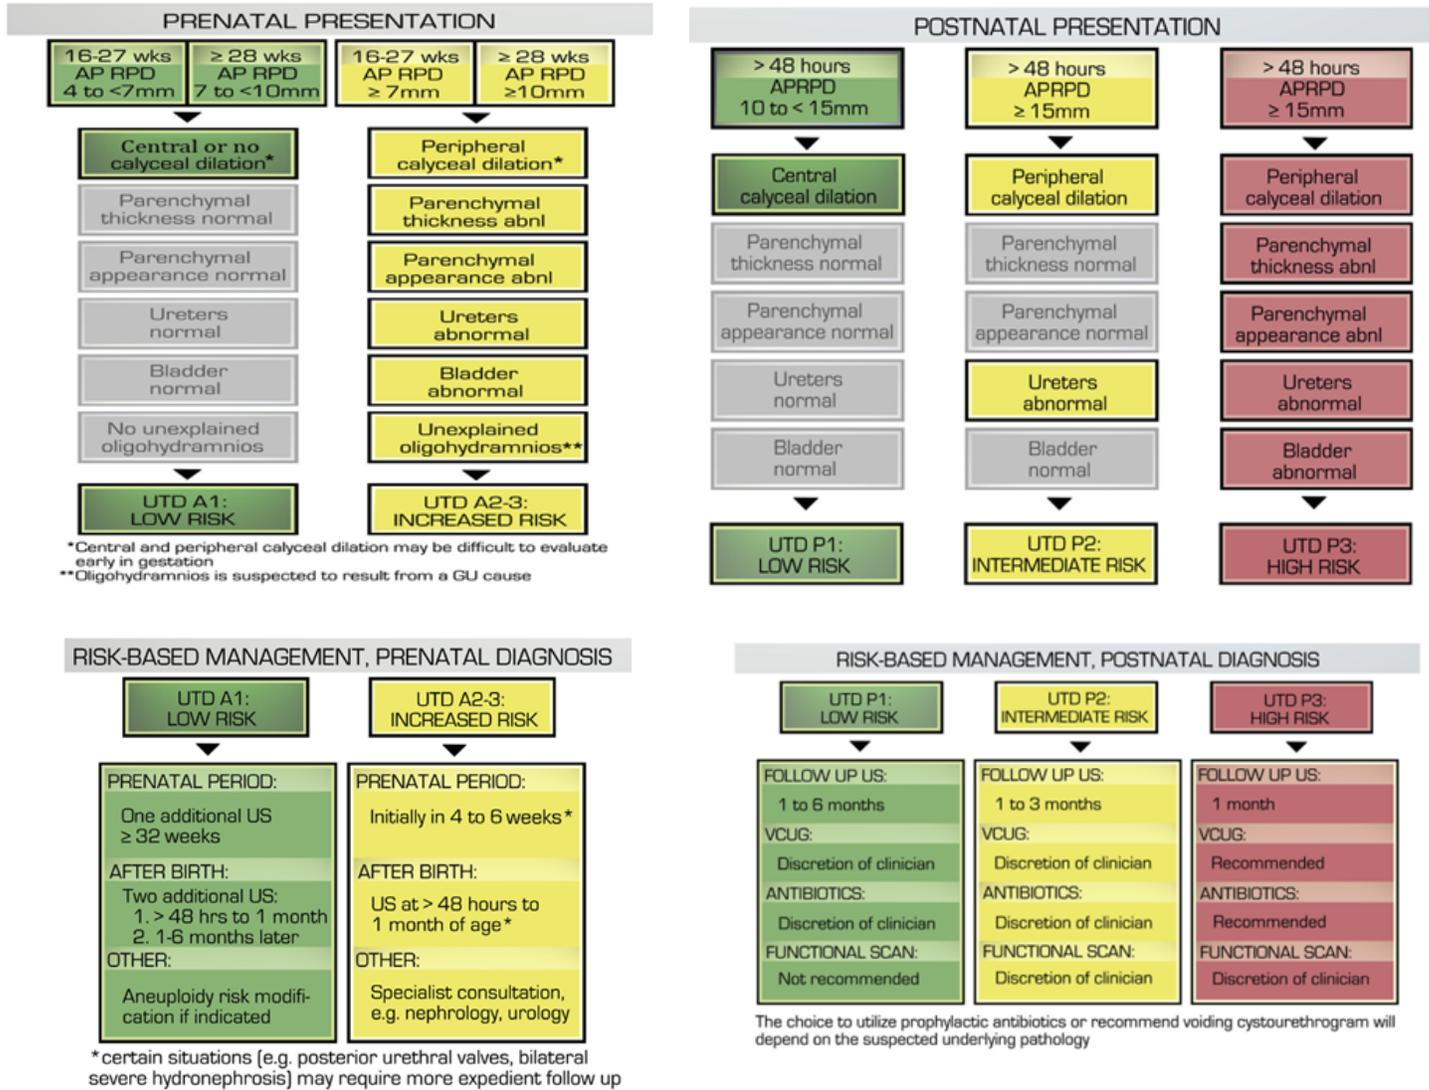 PRENATAL PRESENTATION
16-27 wks
AP RPD
4 to <7mm
≥ 28 wks
AP RPD
7 to <10mm
16-27 wks
AP RPD
≥ 7mm
≥ 28 wks
AP RPD
≥10mm
Central or no
calyceal dilation*
Parenchymal
thickness normal
Parenchymal
appearance normal
Ureters
normal
Bladder
normal
No unexplained
oligohydramnios
UTD A1:
LOW RISK
Peripheral
calyceal dilation*
Parenchymal
thickness abnl
Parenchymal
appearance abnl
Ureters
abnormal
Bladder
abnormal
Unexplained
oligohydramnios**
UTD A2-3:
INCREASED RISK
*Central and peripheral calyceal dilation may be difficult to evaluate
early in gestation
**Oligohydramnios is suspected to result from a GU cause
POSTNATAL PRESENTATION
> 48 hours
APRPD
10 to < 15mm
Central
calyceal dilation
Parenchymal
thickness normal
Parenchymal
appearance normal
Ureters
normal
Bladder
normal
UTD P1:
LOW RISK
> 48 hours
APRPD
≥ 15mm
Peripheral
calyceal dilation
Parenchymal
thickness normal
Parenchymal
appearance normal
Ureters
abnormal
Bladder
normal
UTD P2:
INTERMEDIATE RISK
> 48 hours
APRPD
≥ 15mm
Peripheral
calyceal dilation
Parenchymal
thickness abnl
Parenchymal
appearance abnl
Ureters
abnormal
Bladder
abnormal
UTD P3:
HIGH RISK
RISK-BASED MANAGEMENT, PRENATAL DIAGNOSIS
UTD A1:
LOW RISK
PRENATAL PERIOD:
One additional US
≥ 32 weeks
AFTER BIRTH:
Two additional US:
1. > 48 hrs to 1 month
2. 1-6 months later
OTHER:
Aneuploidy risk modifi-
cation if indicated
UTD A2-3:
INCREASED RISK
PRENATAL PERIOD:
Initially in 4 to 6 weeks*
AFTER BIRTH:
US at > 48 hours to
1 month of age*
OTHER:
Specialist consultation,
e.g. nephrology, urology
*certain situations (e.g. posterior urethral valves, bilateral
severe hydronephrosis) may require more expedient follow up
RISK-BASED MANAGEMENT, POSTNATAL DIAGNOSIS
UTD P1:
LOW RISK
FOLLOW UP US:
1 to 6 months
VCUG:
Discretion of clinician
ANTIBIOTICS:
Discretion of clinician
FUNCTIONAL SCAN:
Not recommended
UTD P2:
INTERMEDIATE RISK
FOLLOW UP US:
1 to 3 months
VCUG:
Discretion of clinician
ANTIBIOTICS:
Discretion of clinician
FUNCTIONAL SCAN:
Discretion of clinician
UTD P3:
HIGH RISK
FOLLOW UP US:
1 month
VCUG:
Recommended
ANTIBIOTICS:
Recommended
FUNCTIONAL SCAN:
Discretion of clinician
The choice to utilize prophylactic antibiotics or recommend voiding cystourethrogram will
depend on the suspected underlying pathology